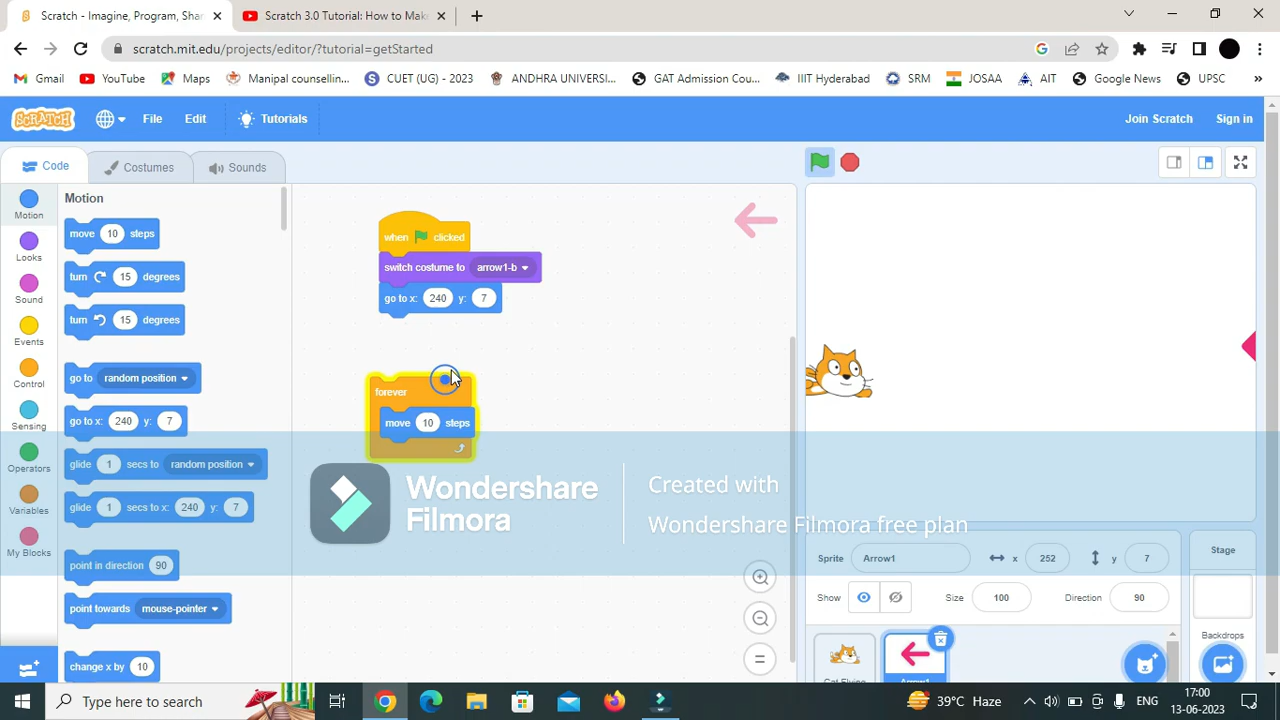 Scratch - Imagine, Program, Shar
Scratch 3.0 Tutorial: How to Make
scratch.mit.edu/projects/editor/?tutorial=getStarted
Gmail
YouTube
Maps
Manipal counsellin...
CUET (UG) - 2023
ANDHRA UNIVERSI...
GAT Admission Cou...
IIIT Hyderabad
SRM
JOSAA
AIT
Google News
UPSC
»
SCRATCH
File
Edit
Tutorials
Join Scratch
Sign in
Code
Costumes
Sounds
Motion
Looks
Sound
Events
Control
Sensing
Operators
Variables
My Blocks
Motion
move 10 steps
turn 15 degrees
turn 15 degrees
go to random position
go to x: 240 y: 7
glide 1 secs to random position
glide 1 secs to x: 240 y: 7
point in direction 90
point towards mouse-pointer
change x by 10
when clicked
switch costume to arrow1-b
go to x: 240 y: 7
forever
move 10 steps
Wondershare
Filmora
Created with
Wondershare Filmora free plan
Sprite Arrow1 x 252 y 7
Show Size 100 Direction 90
Cat Flying
Arrow1
Stage
Backdrops
Type here to search
39°C Haze
ENG
17:00
13-06-2023